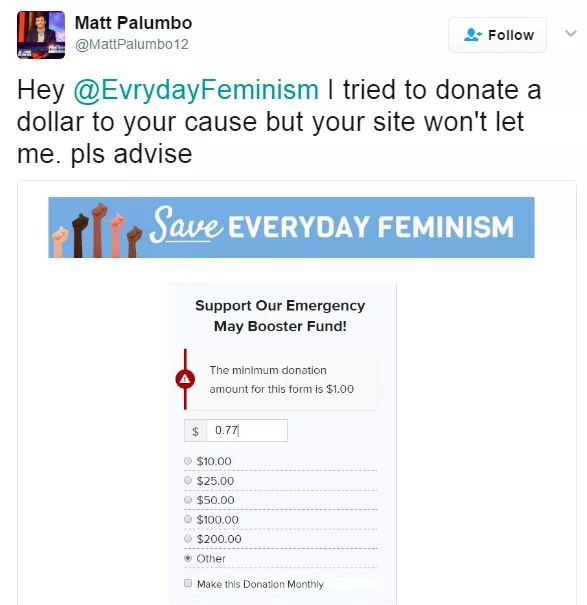 Matt Palumbo
@MattPalumbo12
Follow
Hey @EvrydayFeminism I tried to donate a
dollar to your cause but your site won't let
me. pls advise
Save EVERYDAY FEMINISM
Support Our Emergency
May Booster Fund!
The minimum donation
amount for this form is $1.00
$ 0.77
$10.00
$25.00
$50.00
$100.00
$200.00
Other
Make this Donation Monthly